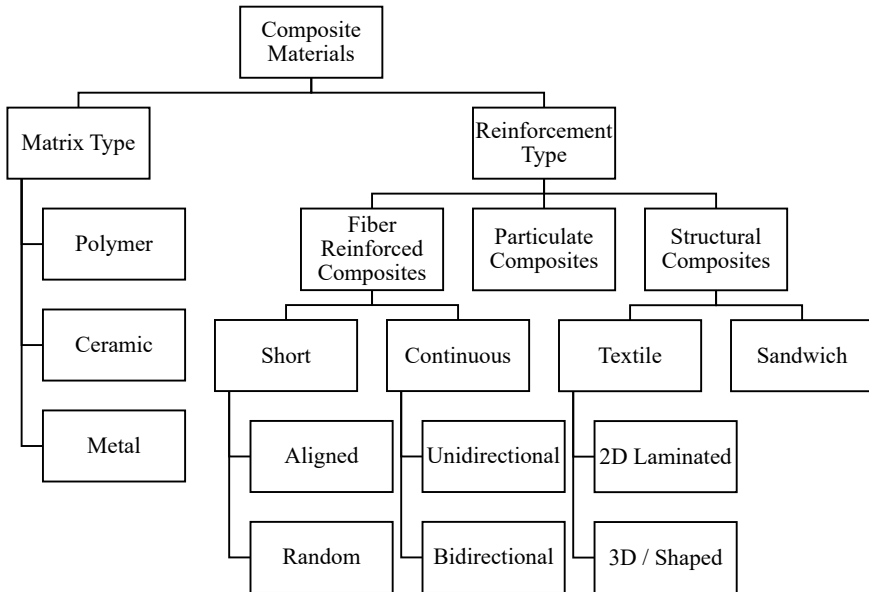 Composite
Materials
Matrix Type
Reinforcement
Type
Polymer
Ceramic
Metal
Fiber
Reinforced
Composites
Particulate
Composites
Structural
Composites
Short
Continuous
Textile
Sandwich
Aligned
Unidirectional
2D Laminated
Random
Bidirectional
3D / Shaped